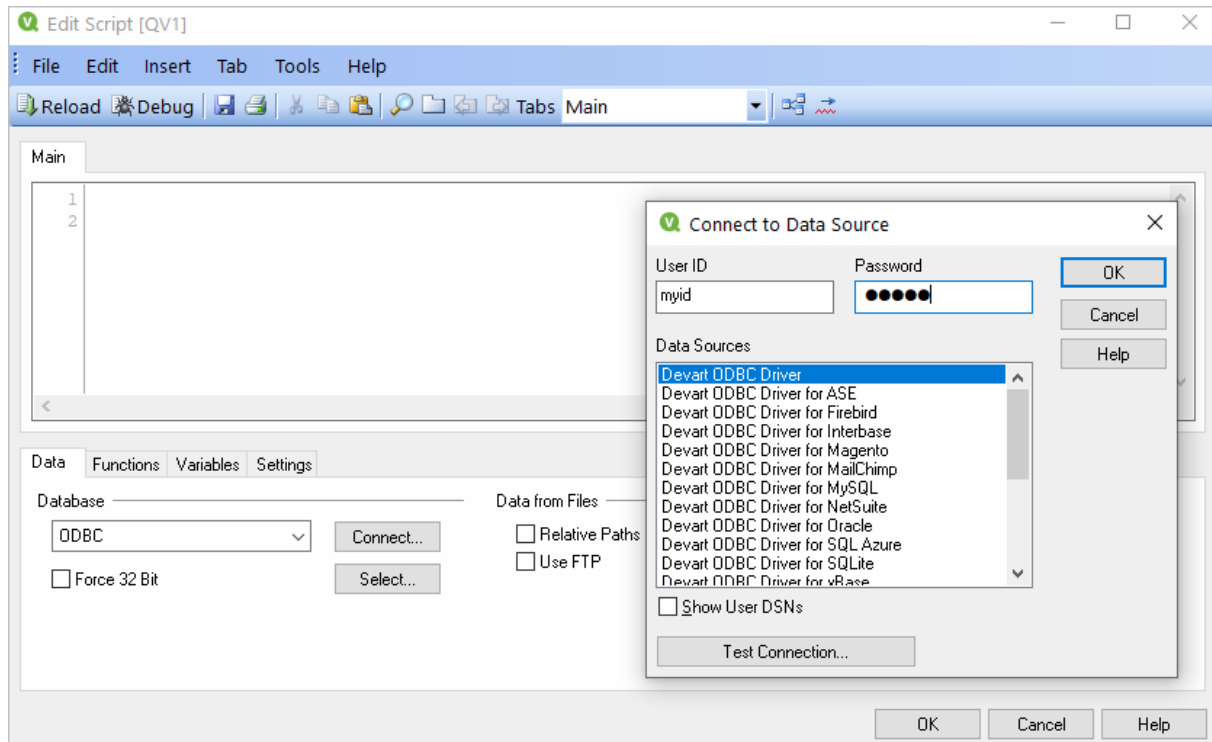 Edit Script [QV1]
File Edit Insert Tab Tools Help
Reload Debug Tabs Main
Main
1
2
Connect to Data Source
User ID Password
myid
OK
Cancel
Help
Data Sources
Devart ODBC Driver
Devart ODBC Driver for ASE
Devart ODBC Driver for Firebird
Devart ODBC Driver for Interbase
Devart ODBC Driver for Magento
Devart ODBC Driver for MailChimp
Devart ODBC Driver for MySQL
Devart ODBC Driver for NetSuite
Devart ODBC Driver for Oracle
Devart ODBC Driver for SQL Azure
Devart ODBC Driver for SQLite
Devart ODBC Driver for xBase
Show User DSNs
Test Connection...
Data Functions Variables Settings
Database
ODBC
Connect...
Force 32 Bit
Select...
Data from Files
Relative Paths
Use FTP
OK Cancel Help